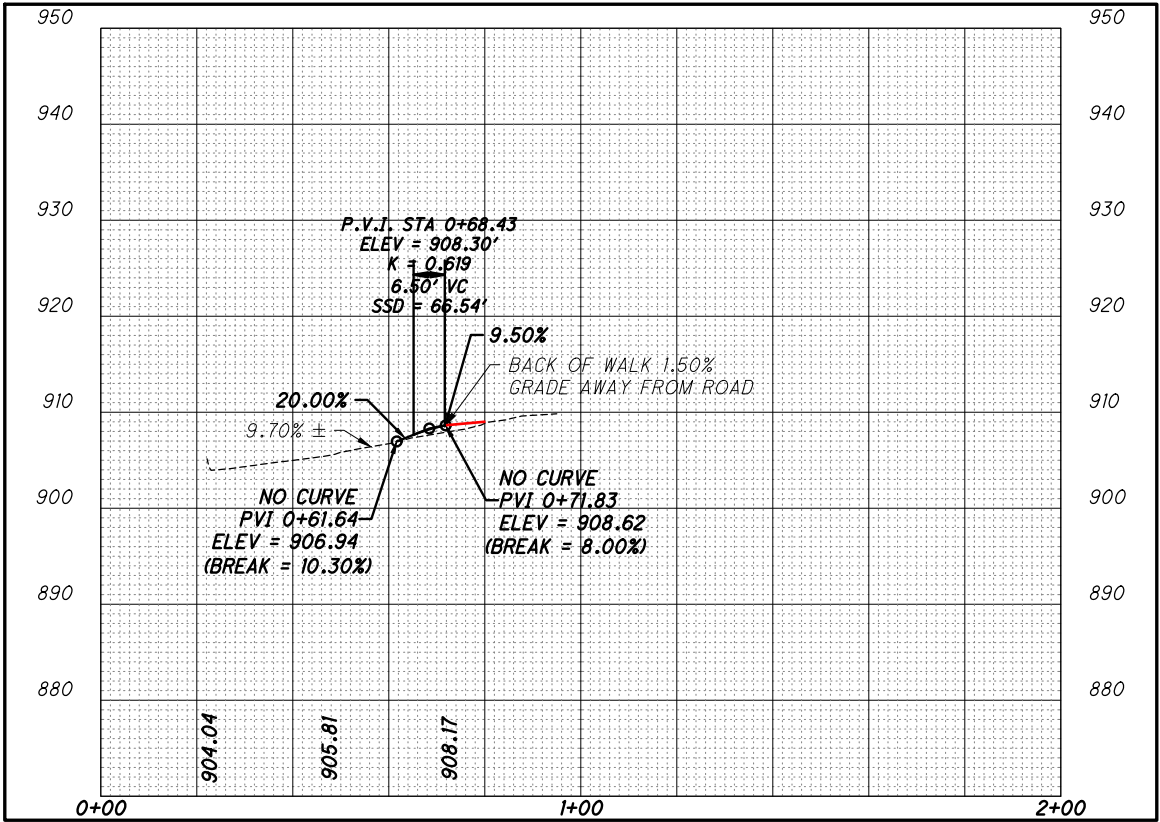 950 950
940 940
930 930
P.V.I. STA 0+68.43
ELEV = 908.30'
K = 0.619
6.50' VC
SSD = 66.54'
920 920
9.50%
BACK OF WALK 1.50%
GRADE AWAY FROM ROAD
20.00%
910 910
9.70% ±
NO CURVE
PVI 0+61.64
ELEV = 906.94
(BREAK = 10.30%)
NO CURVE
PVI 0+71.83
ELEV = 908.62
(BREAK = 8.00%)
900 900
890 890
880 880
904.04
905.81
908.17
0+00 1+00 2+00